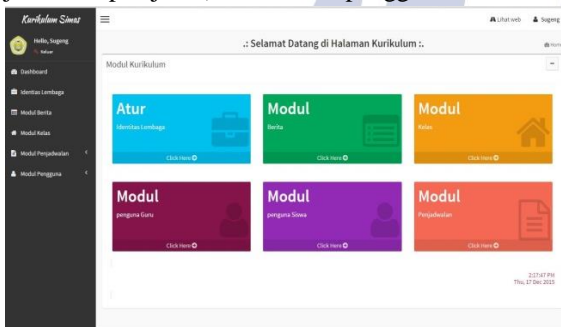 Kurikulum Simas
Lihat web
Sugeng
Hello, Sugeng
Keluar
.: Selamat Datang di Halaman Kurikulum :.
Home
Modul Kurikulum
Dashboard
Identitas Lembaga
Modul Berita
Modul Kelas
Modul Penjadwalan
Modul Pengguna
Atur
Identitas Lembaga
Click Here
Modul
Berita
Click Here
Modul
Kelas
Click Here
Modul
penguna Guru
Click Here
Modul
penguna Siswa
Click Here
Modul
Penjadwalan
Click Here
2:17:47 PM
Thu, 17 Dec 2015